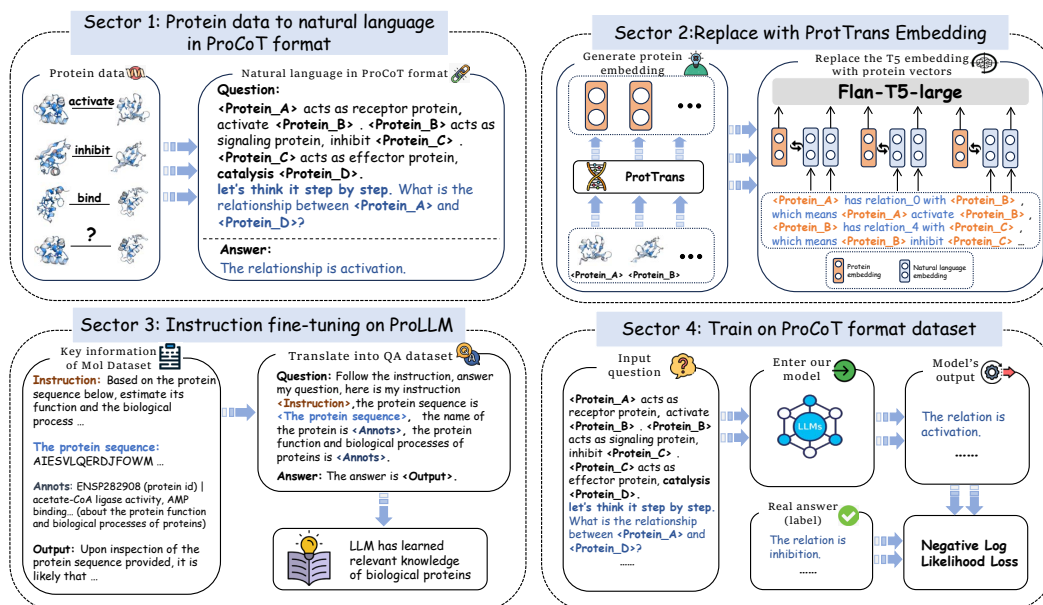 Sector 1: Protein data to natural language
in ProCoT format
Protein data
activate
inhibit
bind
?
Natural language in ProCoT format
Question:
<Protein_A> acts as receptor protein,
activate <Protein_B> . <Protein_B> acts as
signaling protein, inhibit <Protein_C> .
<Protein_C> acts as effector protein,
catalysis <Protein_D>.
let's think it step by step. What is the
relationship between <Protein_A> and
<Protein_D>?
Answer:
The relationship is activation.
Sector 2:Replace with ProtTrans Embedding
Generate protein
embedding
•••
ProtTrans
•••
<Protein_A> <Protein_B>
Replace the T5 embedding
with protein vectors
Flan-T5-large
<Protein_A> has relation_0 with <Protein_B> ,
which means <Protein_A> activate <Protein_B> ,
<Protein_B> has relation_4 with <Protein_C> ,
which means <Protein_B> inhibit <Protein_C> ...
Protein
embedding
Natural language
embedding
Sector 3: Instruction fine-tuning on ProLLM
Key information
of Mol Dataset
Instruction: Based on the protein
sequence below, estimate its
function and the biological
process ...
The protein sequence:
AIESVLQERDJFOWM ...
Annots: ENSP282908 (protein id) |
acetate-CoA ligase activity, AMP
binding... (about the protein function
and biological processes of proteins)
Output: Upon inspection of the
protein sequence provided, it is
likely that ...
Translate into QA dataset
Question: Follow the instruction, answer
my question, here is my instruction
<Instruction>,the protein sequence is
<The protein sequence>, the name of
the protein is <Annots>, the protein
function and biological processes of
proteins is <Annots>.
Answer: The answer is <Output>.
LLM has learned
relevant knowledge
of biological proteins
Sector 4: Train on ProCoT format dataset
Input
question
<Protein_A> acts as
receptor protein, activate
<Protein_B> . <Protein_B>
acts as signaling protein,
inhibit <Protein_C> .
<Protein_C> acts as
effector protein, catalysis
<Protein_D>.
let's think it step by step.
What is the relationship
between <Protein_A> and
<Protein_D>?
......
Enter our
model
LLMs
Model's
output
The relation is
activation.
......
Real answer
(label)
The relation is
inhibition.
......
Negative Log
Likelihood Loss